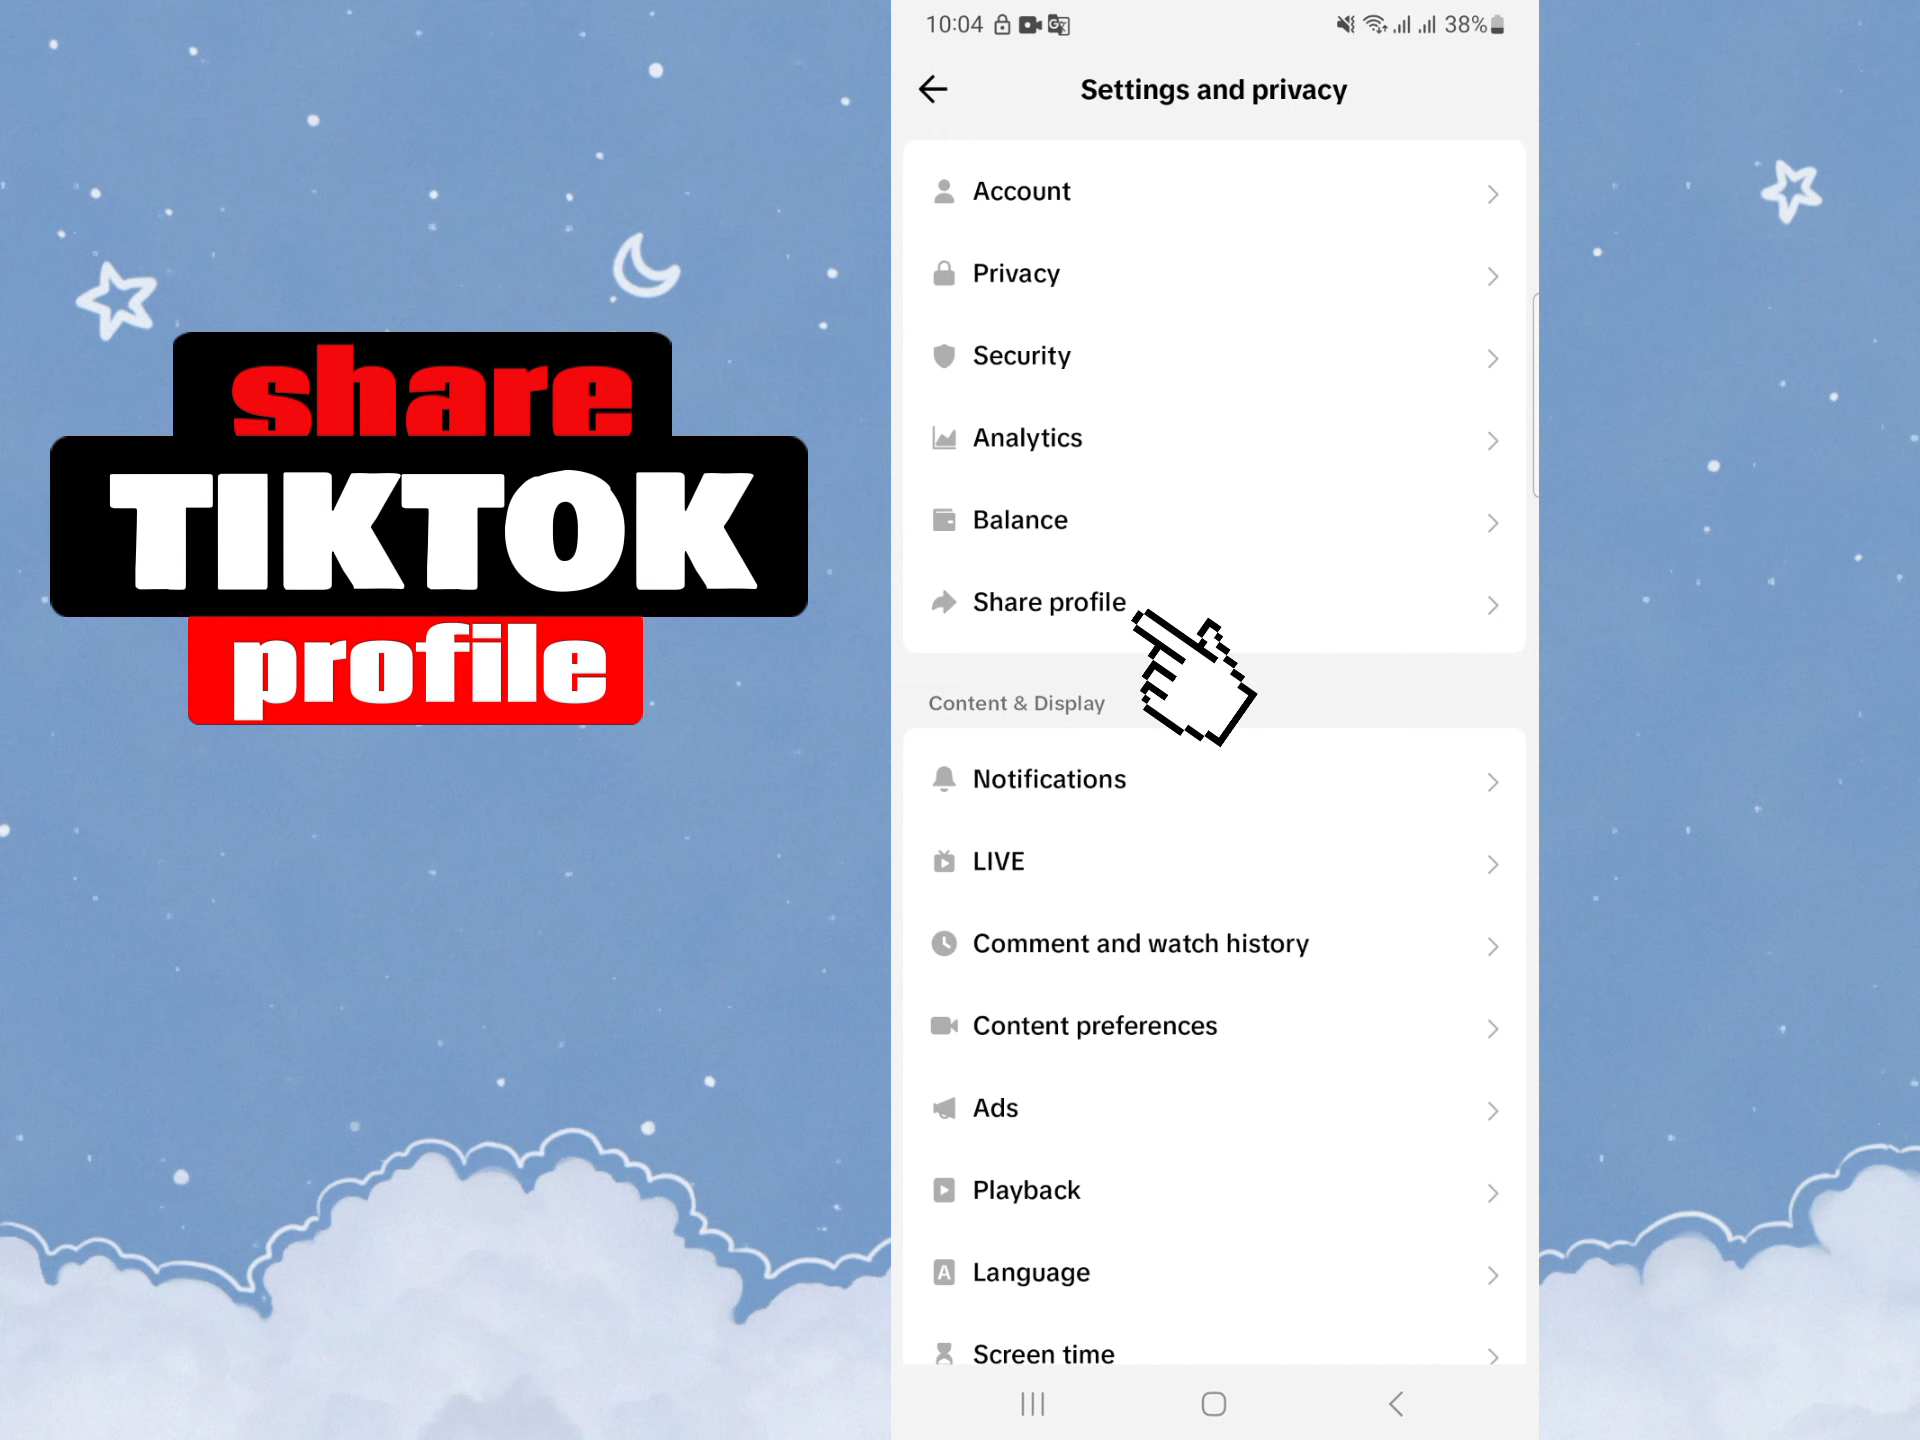 share
TIKTOK
profile
10:04
38%
Settings and privacy
Account
Privacy
Security
Analytics
Balance
Share profile
Content & Display
Notifications
LIVE
Comment and watch history
Content preferences
Ads
Playback
A Language
Screen time